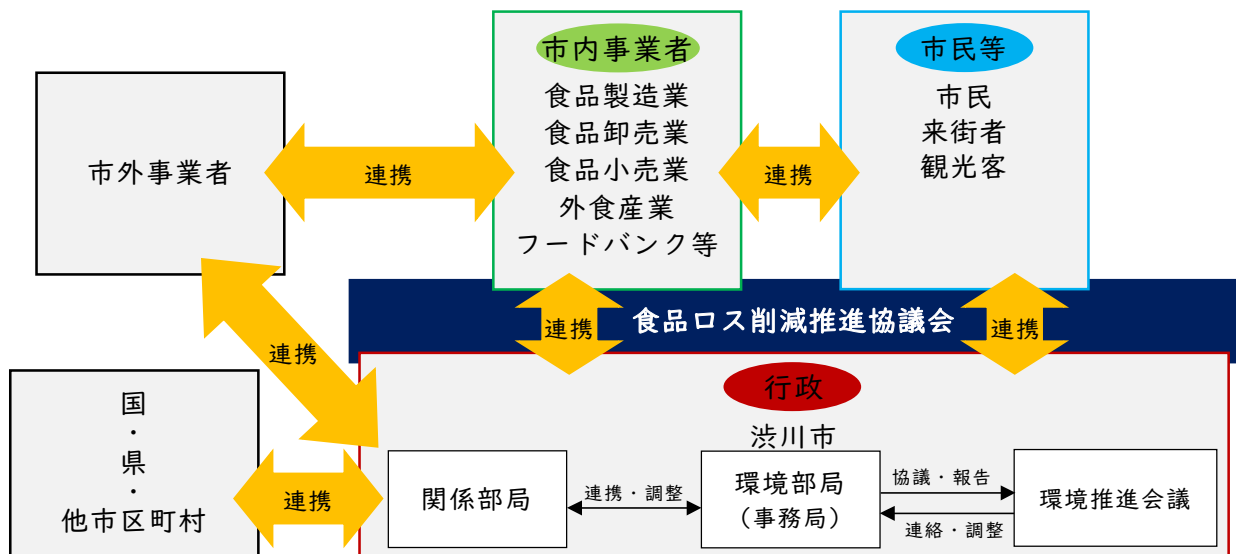 市内事業者
食品製造業
食品卸売業
食品小売業
外食産業
フードバンク等
市民等
市民
来街者
観光客
市外事業者
連携
連携
連携
食品ロス削減推進協議会
連携
連携
行政
渋川市
国
・
県
・
他市区町村
連携
関係部局
連携・調整
環境部局
(事務局)
協議・報告
連絡・調整
環境推進会議